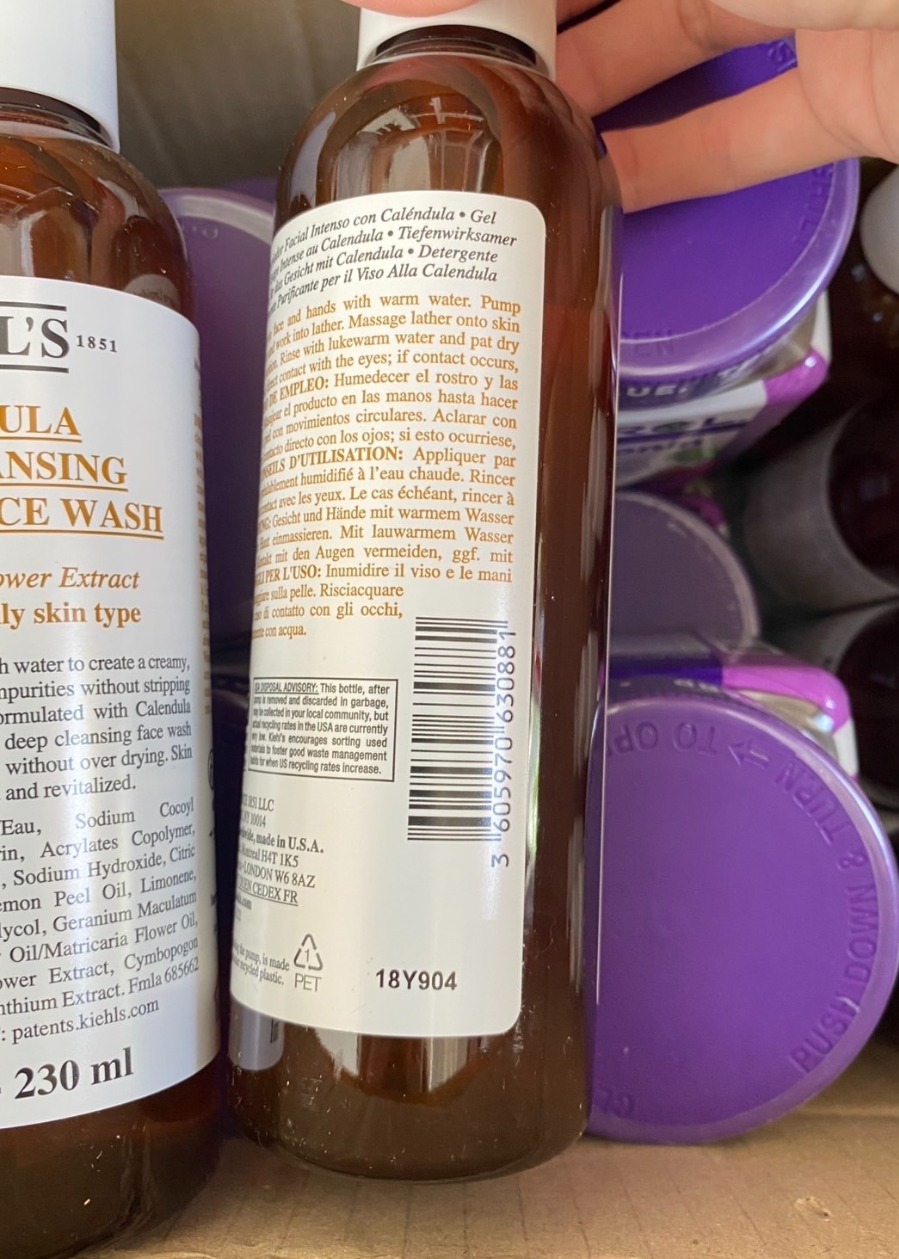 L'S 1851
ULA
ANSING
CE WASH
ower Extract
ly skin type
h water to create a creamy,
mpurities without stripping
ormulated with Calendula
deep cleansing face wash
without over drying. Skin
and revitalized.
Eau, Sodium Cocoyl
in, Acrylates Copolymer,
, Sodium Hydroxide, Citric
emon Peel Oil, Limonene,
lycol, Geranium Maculatum
Oil/Matricaria Flower Oil,
ower Extract, Cymbopogon
nthium Extract. Fmla 685662
: patents.kiehls.com
230 ml
Facial Intenso con Caléndula • Gel
Intense au Calendula • Tiefenwirksamer
Gesicht mit Calendula • Detergente
Purificante per il Viso Alla Calendula
and hands with warm water. Pump
work into lather. Massage lather onto skin
Rinse with lukewarm water and pat dry
contact with the eyes; if contact occurs,
DE EMPLEO: Humedecer el rostro y las
el producto en las manos hasta hacer
con movimientos circulares. Aclarar con
directo con los ojos; si esto ocurriese,
D'UTILISATION: Appliquer par
humidifié à l'eau chaude. Rincer
avec les yeux. Le cas échéant, rincer à
Gesicht und Hände mit warmem Wasser
einmassieren. Mit lauwarmem Wasser
mit den Augen vermeiden, ggf. mit
PER L'USO: Inumidire il viso e le mani
sulla pelle. Risciacquare
di contatto con gli occhi,
con acqua.
DISPOSAL ADVISORY: This bottle, after
is removed and discarded in garbage,
be collected in your local community, but
recycling rates in the USA are currently
low. Kiehl's encourages sorting used
to foster good waste management
for when US recycling rates increase.
3 605970 630881
LLC
NY 10014
made in U.S.A.
H4T 1K5
LONDON W6 8AZ
CEDEX FR
the pump, is made
recycled plastic.
1
PET
18Y904
TO OPEN
PUSH DOWN & TURN